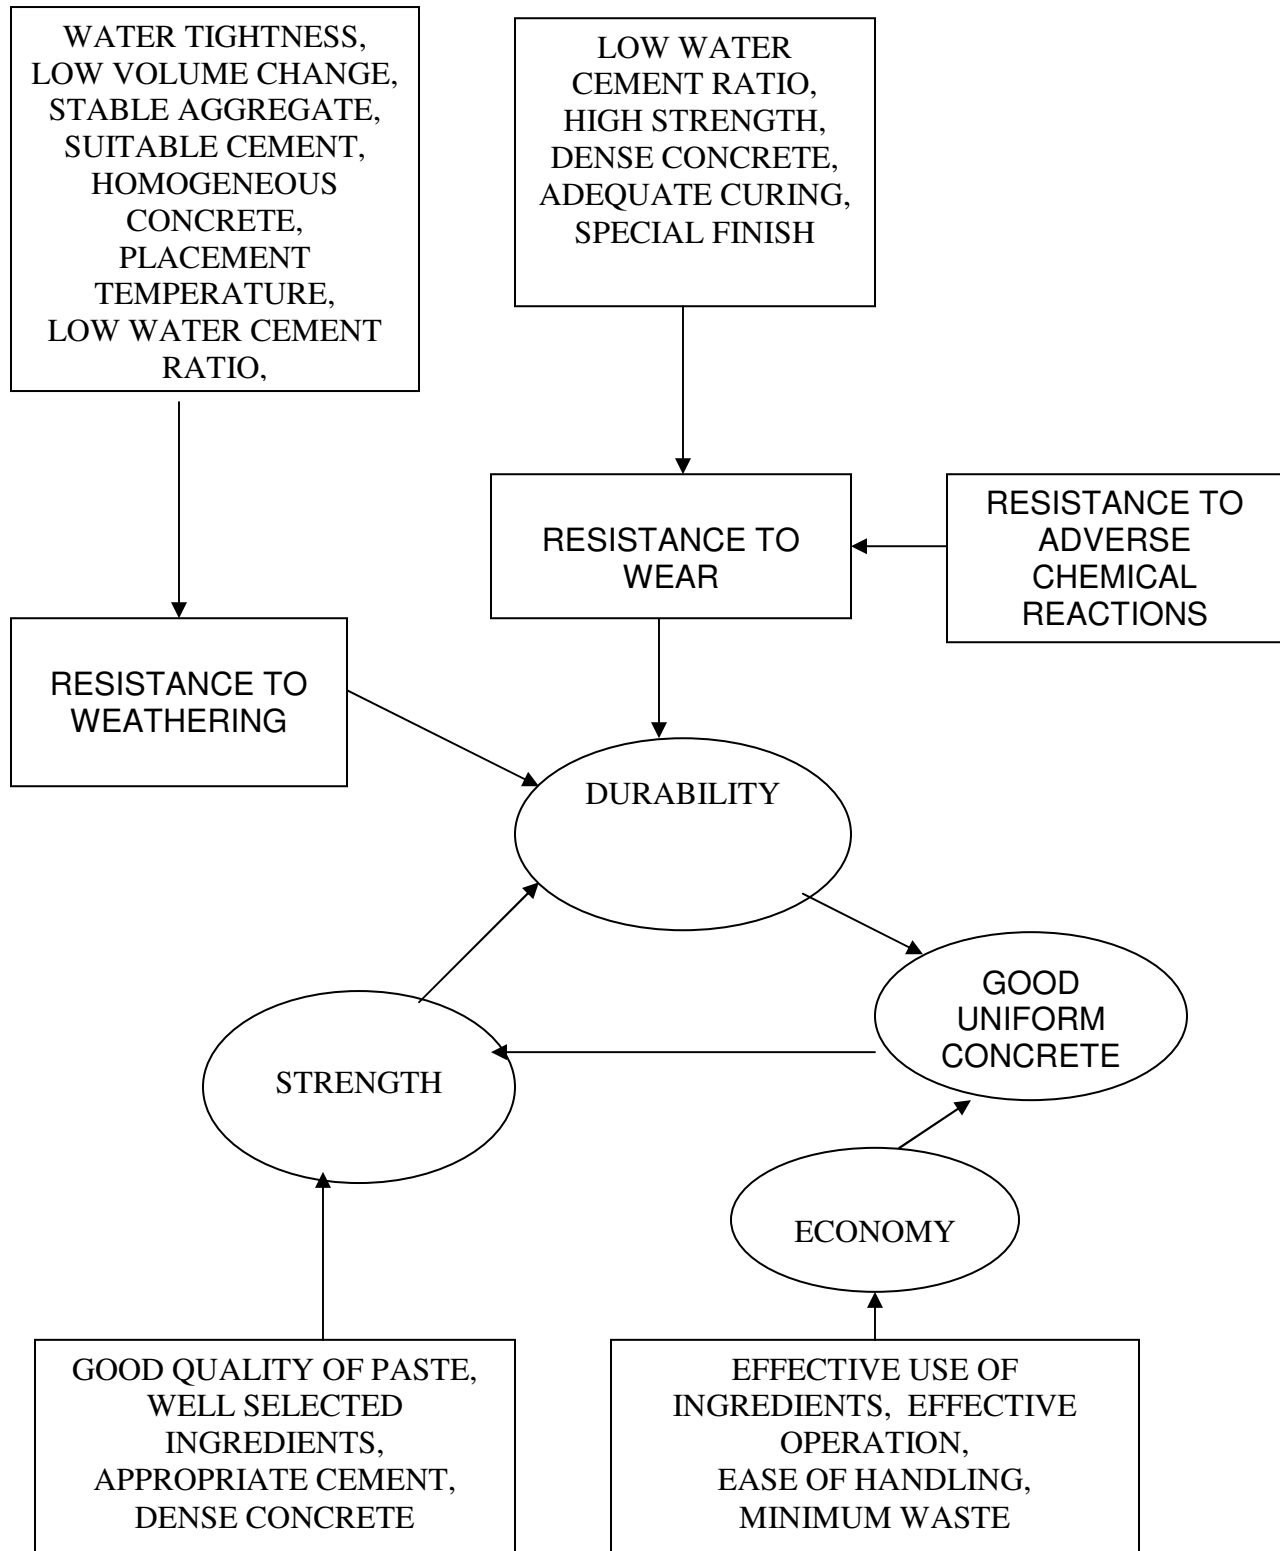 WATER TIGHTNESS,
LOW VOLUME CHANGE,
STABLE AGGREGATE,
SUITABLE CEMENT,
HOMOGENEOUS
CONCRETE,
PLACEMENT
TEMPERATURE,
LOW WATER CEMENT
RATIO,
LOW WATER
CEMENT RATIO,
HIGH STRENGTH,
DENSE CONCRETE,
ADEQUATE CURING,
SPECIAL FINISH
RESISTANCE TO
WEAR
RESISTANCE TO
ADVERSE
CHEMICAL
REACTIONS
RESISTANCE TO
WEATHERING
DURABILITY
GOOD
UNIFORM
CONCRETE
STRENGTH
ECONOMY
GOOD QUALITY OF PASTE,
WELL SELECTED
INGREDIENTS,
APPROPRIATE CEMENT,
DENSE CONCRETE
EFFECTIVE USE OF
INGREDIENTS,  EFFECTIVE
OPERATION,
EASE OF HANDLING,
MINIMUM WASTE